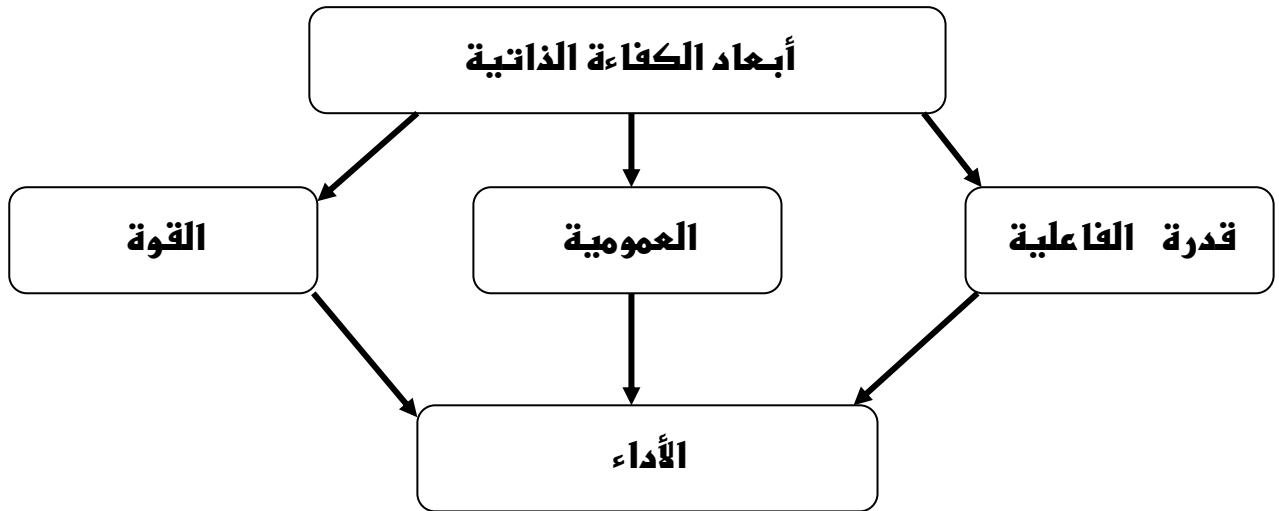 أبعاد الكفاءة الذاتية
قدرة الفاعلية
العمومية
القوة
الأداء